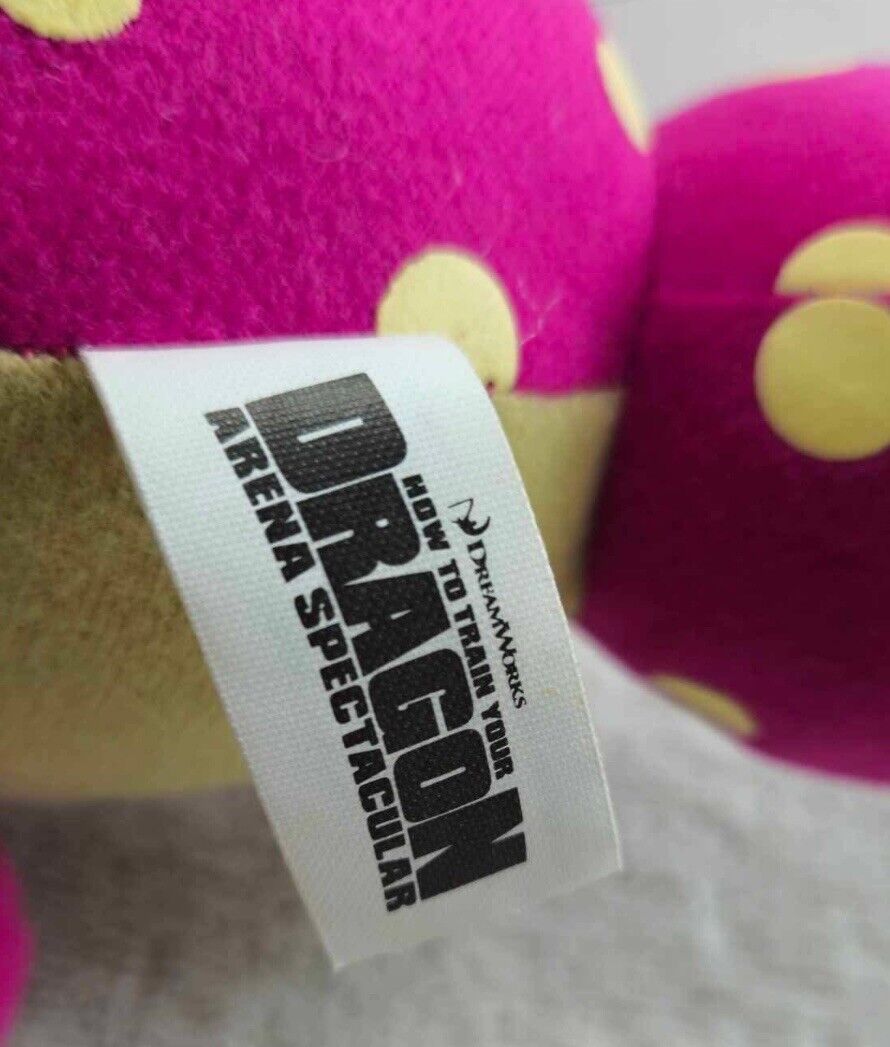 DREAMWORKS
HOW TO TRAIN YOUR
DRAGON
ARENA SPECTACULAR